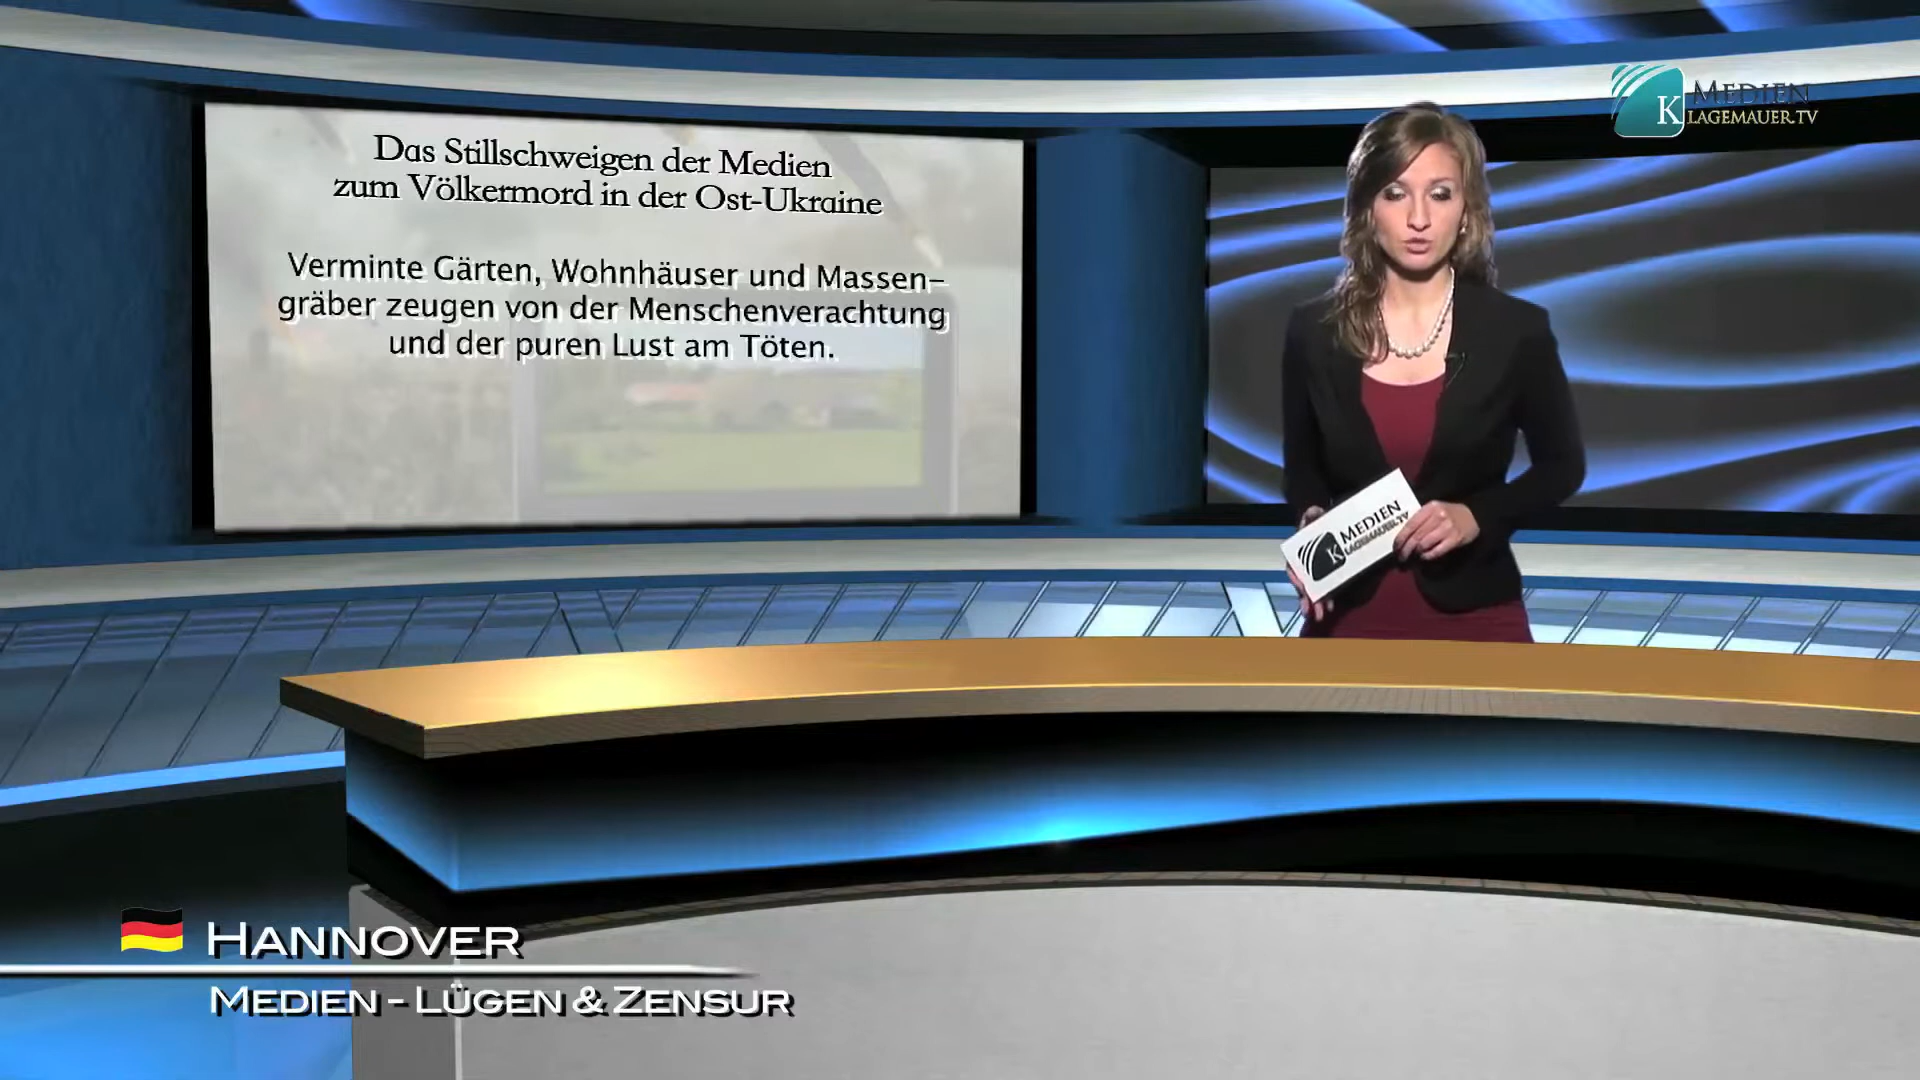 Das Stillschweigen der Medien
zum Völkermord in der Ost-Ukraine
Verminte Gärten, Wohnhäuser und Massen-
gräber zeugen von der Menschenverachtung
und der puren Lust am Töten.
MEDIEN
KLAGEMAUER.TV
MEDIEN
KLAGEMAUER.TV
HANNOVER
MEDIEN - LÜGEN & ZENSUR